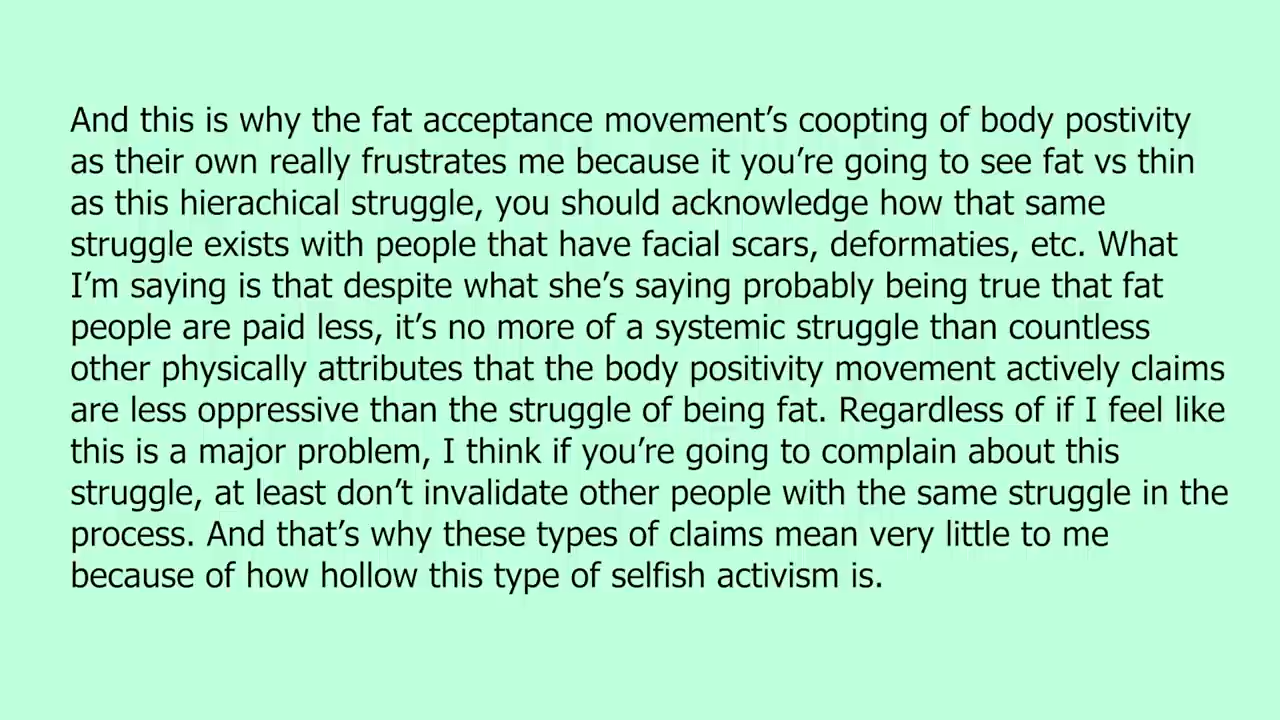 And this is why the fat acceptance movement’s coopting of body postivity
as their own really frustrates me because it you’re going to see fat vs thin
as this hierachical struggle, you should acknowledge how that same
struggle exists with people that have facial scars, deformaties, etc. What
I’m saying is that despite what she’s saying probably being true that fat
people are paid less, it’s no more of a systemic struggle than countless
other physically attributes that the body positivity movement actively claims
are less oppressive than the struggle of being fat. Regardless of if I feel like
this is a major problem, I think if you’re going to complain about this
struggle, at least don’t invalidate other people with the same struggle in the
process. And that’s why these types of claims mean very little to me
because of how hollow this type of selfish activism is.